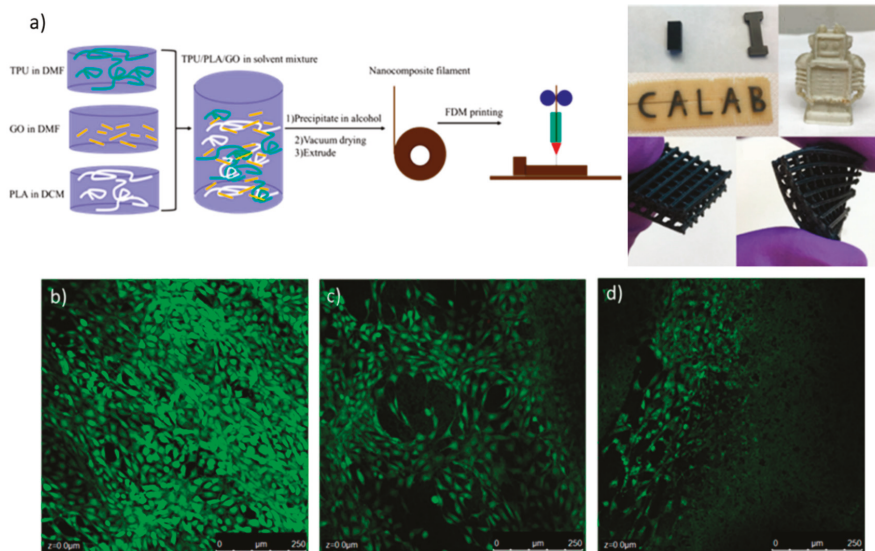 a)
TPU in DMF
GO in DMF
PLA in DCM
TPU/PLA/GO in solvent mixture
1)Precipitate in alcohol
2)Vacuum drying
3)Extrude
Nanocomposite filament
FDM printing
CALAB
b)
z=0.0µm
0 µm 250
c)
z=0.0µm
0 µm 250
d)
z=0.0µm
0 µm 250